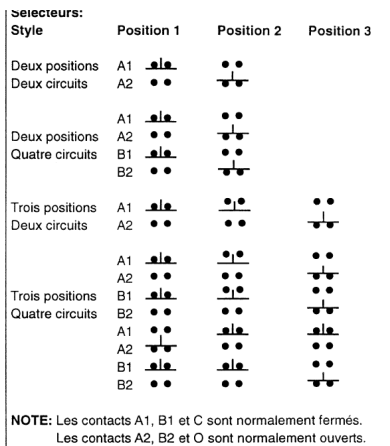 Sélecteurs:
Style Position 1 Position 2 Position 3
Deux positions A1
Deux circuits A2
A1
Deux positions A2
Quatre circuits B1
B2
Trois positions A1
Deux circuits A2
A1
A2
Trois positions B1
Quatre circuits B2
A1
A2
B1
B2
NOTE: Les contacts A1, B1 et C sont normalement fermés.
Les contacts A2, B2 et O sont normalement ouverts.